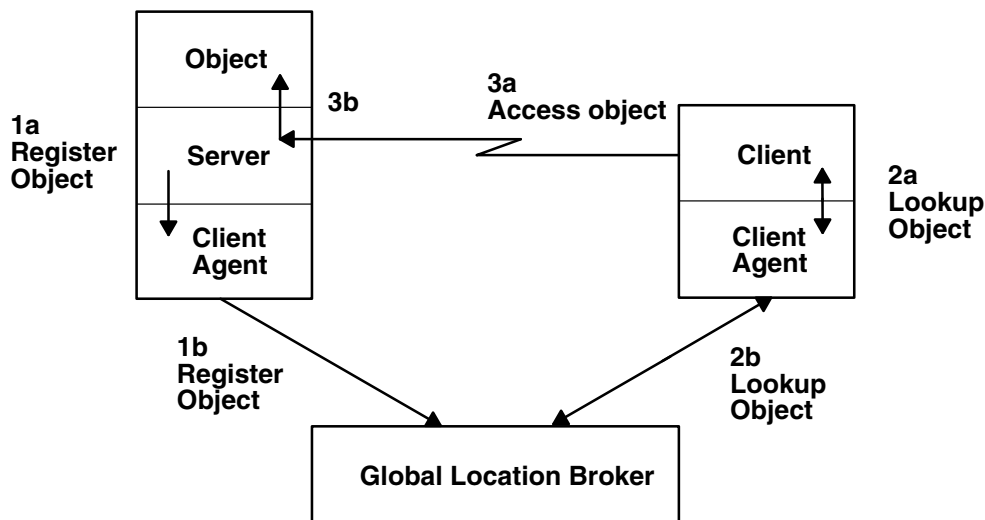 Object
3b
3a
Access object
1a
Register
Object
Server
Client
2a
Lookup
Object
Client
Agent
Client
Agent
1b
Register
Object
2b
Lookup
Object
Global Location Broker